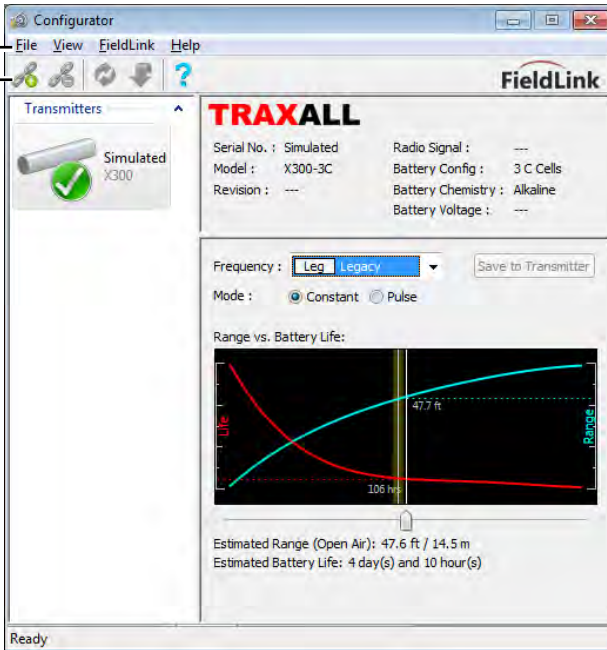 Configurator
File View FieldLink Help
? FieldLink
Transmitters
Simulated
X300
TRAXALL
Serial No. : Simulated Radio Signal : ---
Model : X300-3C Battery Config : 3 C Cells
Revision : --- Battery Chemistry : Alkaline
Battery Voltage : ---
Frequency : Leg Legacy Save to Transmitter
Mode : Constant Pulse
Range vs. Battery Life:
Life
47.7 ft
Range
106 hrs
Estimated Range (Open Air): 47.6 ft / 14.5 m
Estimated Battery Life: 4 day(s) and 10 hour(s)
Ready